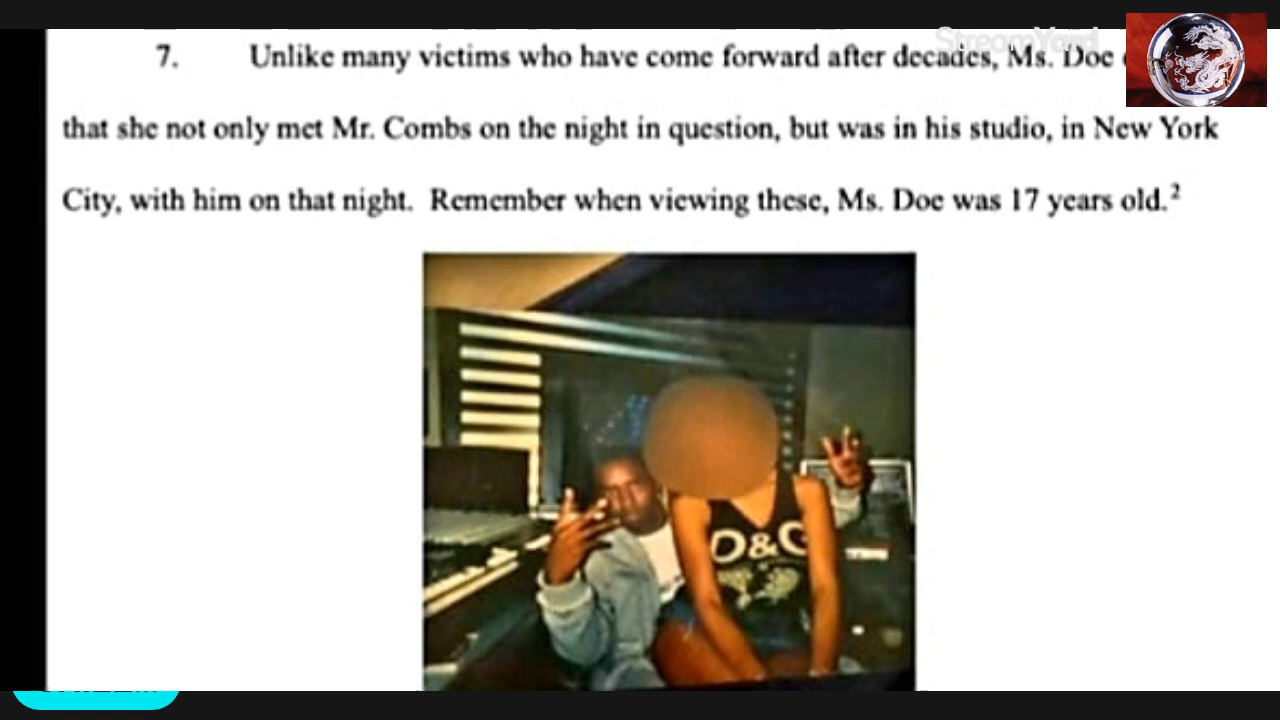 StreamYard
7. Unlike many victims who have come forward after decades, Ms. Doe
that she not only met Mr. Combs on the night in question, but was in his studio, in New York
City, with him on that night. Remember when viewing these, Ms. Doe was 17 years old.2
D&G